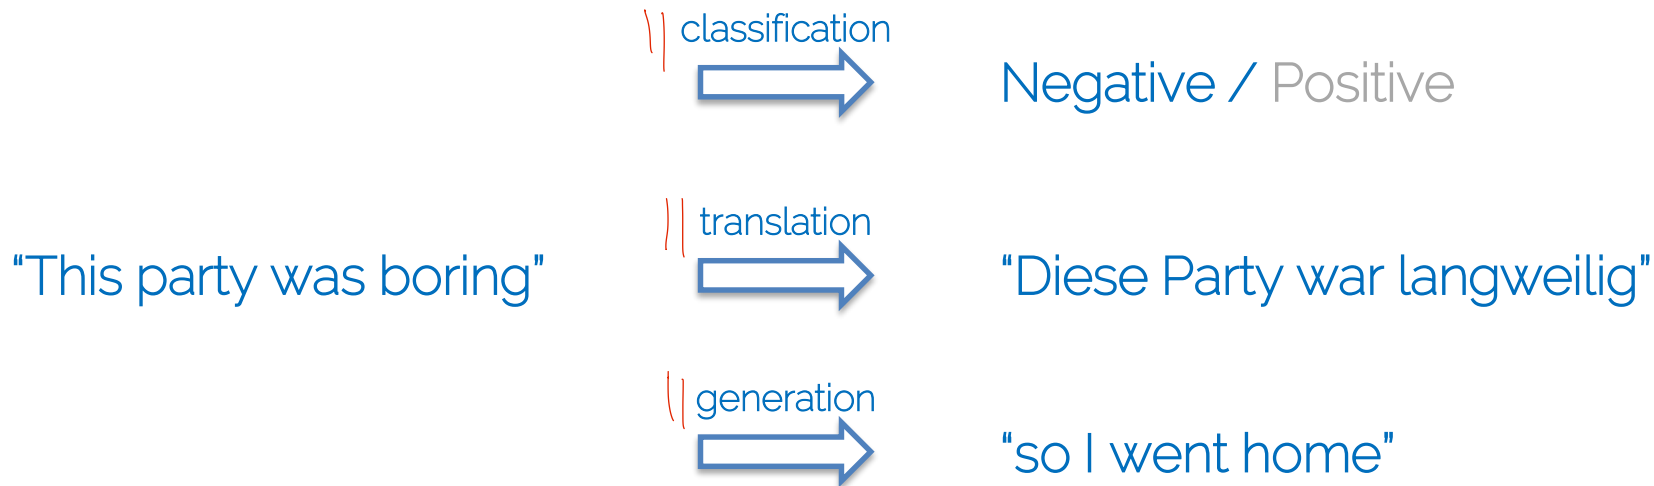 classification
Negative / Positive
translation
“This party was boring”
“Diese Party war langweilig”
generation
“so I went home”